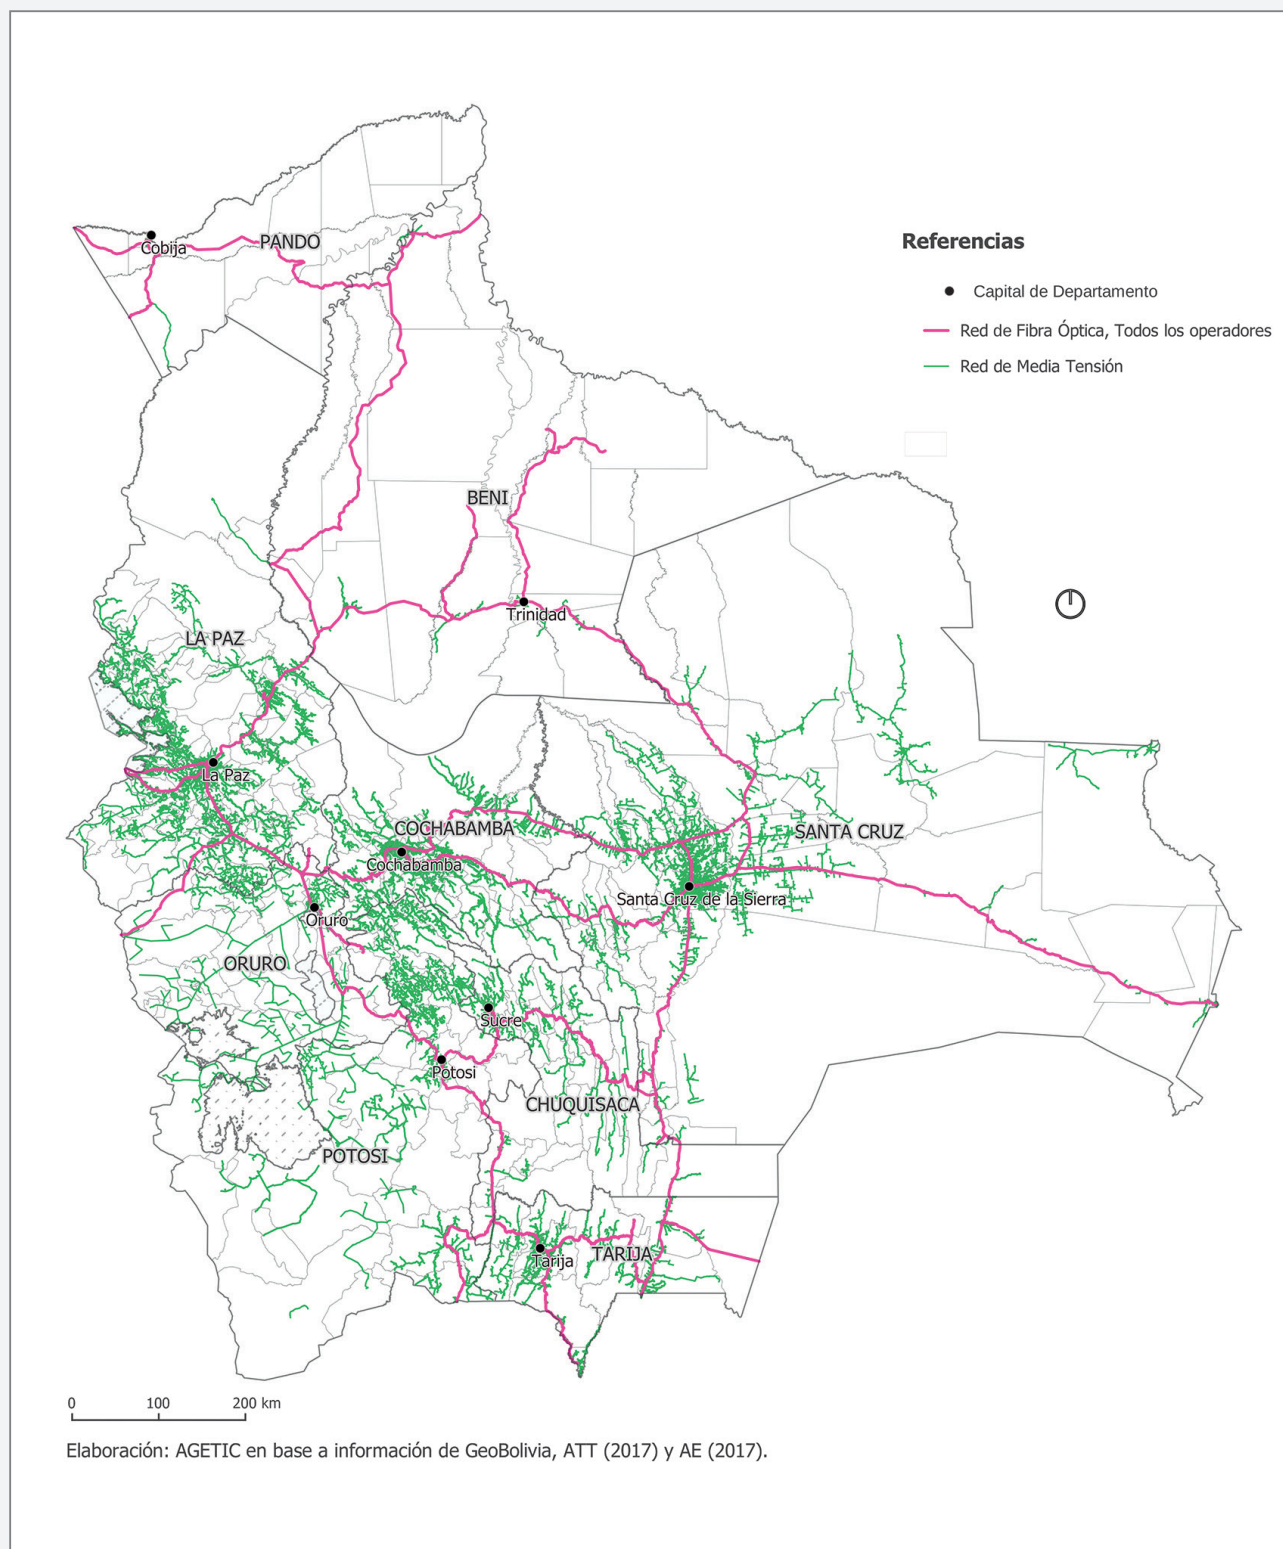 Referencias
Capital de Departamento
Red de Fibra Óptica, Todos los operadores
Red de Media Tensión
Cobija
PANDO
BENI
Trinidad
LA PAZ
La Paz
COCHABAMBA
Cochabamba
SANTA CRUZ
Santa Cruz de la Sierra
Oruro
ORURO
Sucre
Potosi
CHUQUISACA
POTOSI
TARIJA
Tarija
0 100 200 km
Elaboración: AGETIC en base a información de GeoBolivia, ATT (2017) y AE (2017).